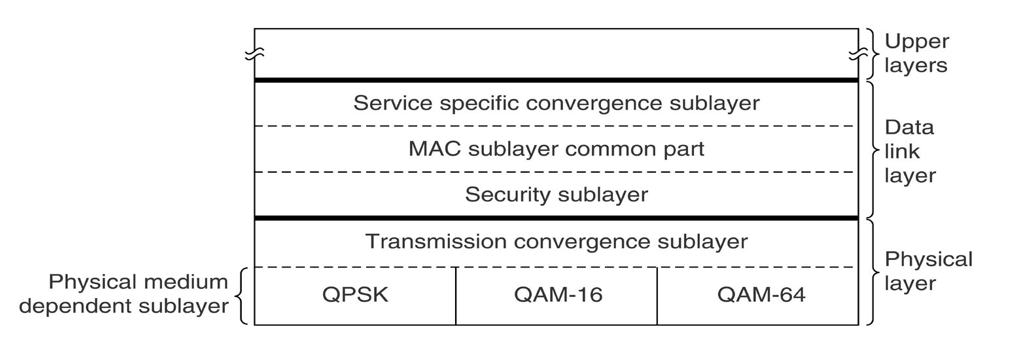 Upper
layers
Service specific convergence sublayer
MAC sublayer common part
Security sublayer
Data
link
layer
Transmission convergence sublayer
Physical
layer
Physical medium
dependent sublayer
QPSK
QAM-16
QAM-64